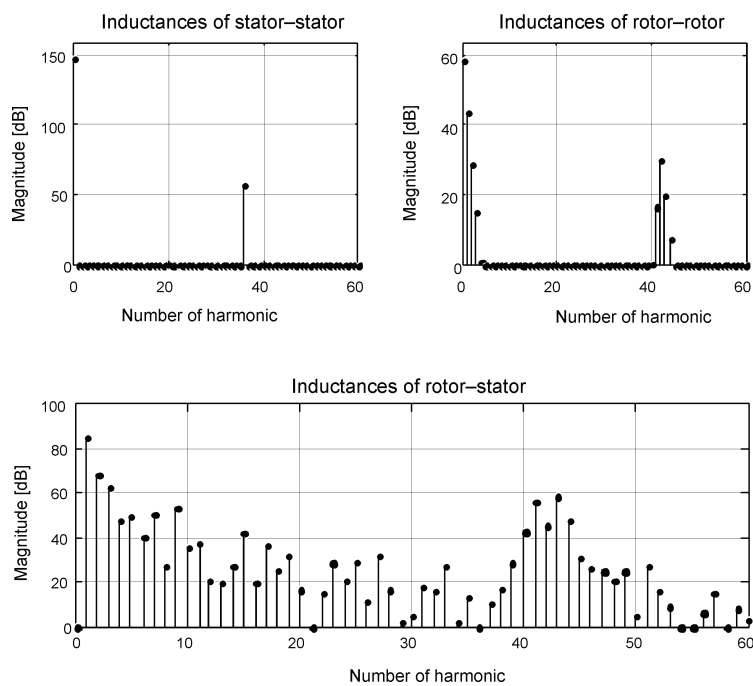 Inductances of stator–stator
Magnitude [dB]
150
100
50
0
0 20 40 60
Number of harmonic
Inductances of rotor–rotor
Magnitude [dB]
60
40
20
0
0 20 40 60
Number of harmonic
Inductances of rotor–stator
Magnitude [dB]
100
80
60
40
20
0
0 10 20 30 40 50 60
Number of harmonic